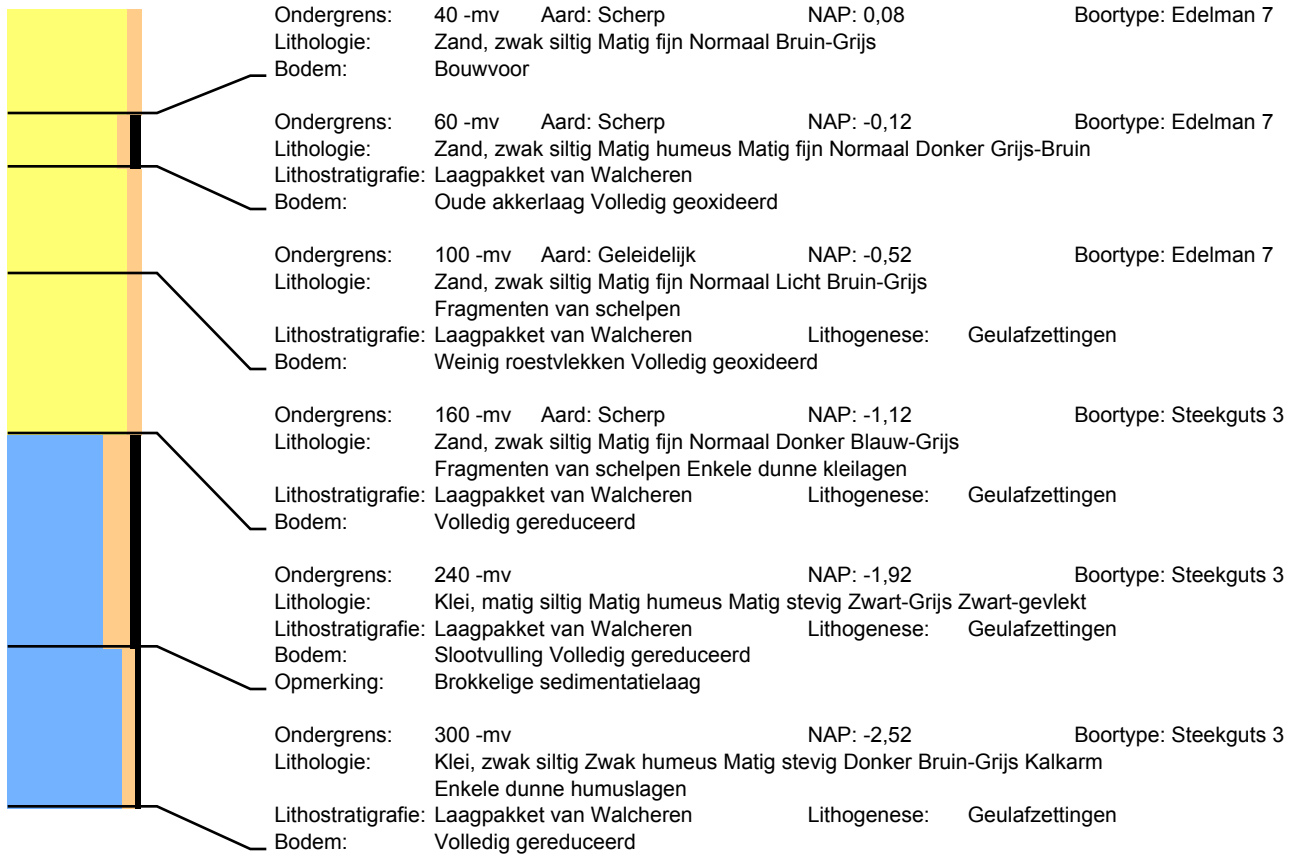 Ondergrens: 40 -mv Aard: Scherp NAP: 0,08 Boortype: Edelman 7
Lithologie: Zand, zwak siltig Matig fijn Normaal Bruin-Grijs
Bodem: Bouwvoor
Ondergrens: 60 -mv Aard: Scherp NAP: -0,12 Boortype: Edelman 7
Lithologie: Zand, zwak siltig Matig humeus Matig fijn Normaal Donker Grijs-Bruin
Lithostratigrafie: Laagpakket van Walcheren
Bodem: Oude akkerlaag Volledig geoxideerd
Ondergrens: 100 -mv Aard: Geleidelijk NAP: -0,52 Boortype: Edelman 7
Lithologie: Zand, zwak siltig Matig fijn Normaal Licht Bruin-Grijs
Fragmenten van schelpen
Lithostratigrafie: Laagpakket van Walcheren Lithogenese: Geulafzettingen
Bodem: Weinig roestvlekken Volledig geoxideerd
Ondergrens: 160 -mv Aard: Scherp NAP: -1,12 Boortype: Steekguts 3
Lithologie: Zand, zwak siltig Matig fijn Normaal Donker Blauw-Grijs
Fragmenten van schelpen Enkele dunne kleilagen
Lithostratigrafie: Laagpakket van Walcheren Lithogenese: Geulafzettingen
Bodem: Volledig gereduceerd
Ondergrens: 240 -mv NAP: -1,92 Boortype: Steekguts 3
Lithologie: Klei, matig siltig Matig humeus Matig stevig Zwart-Grijs Zwart-gevlekt
Lithostratigrafie: Laagpakket van Walcheren Lithogenese: Geulafzettingen
Bodem: Slootvulling Volledig gereduceerd
Opmerking: Brokkelige sedimentatielaag
Ondergrens: 300 -mv NAP: -2,52 Boortype: Steekguts 3
Lithologie: Klei, zwak siltig Zwak humeus Matig stevig Donker Bruin-Grijs Kalkarm
Enkele dunne humuslagen
Lithostratigrafie: Laagpakket van Walcheren Lithogenese: Geulafzettingen
Bodem: Volledig gereduceerd